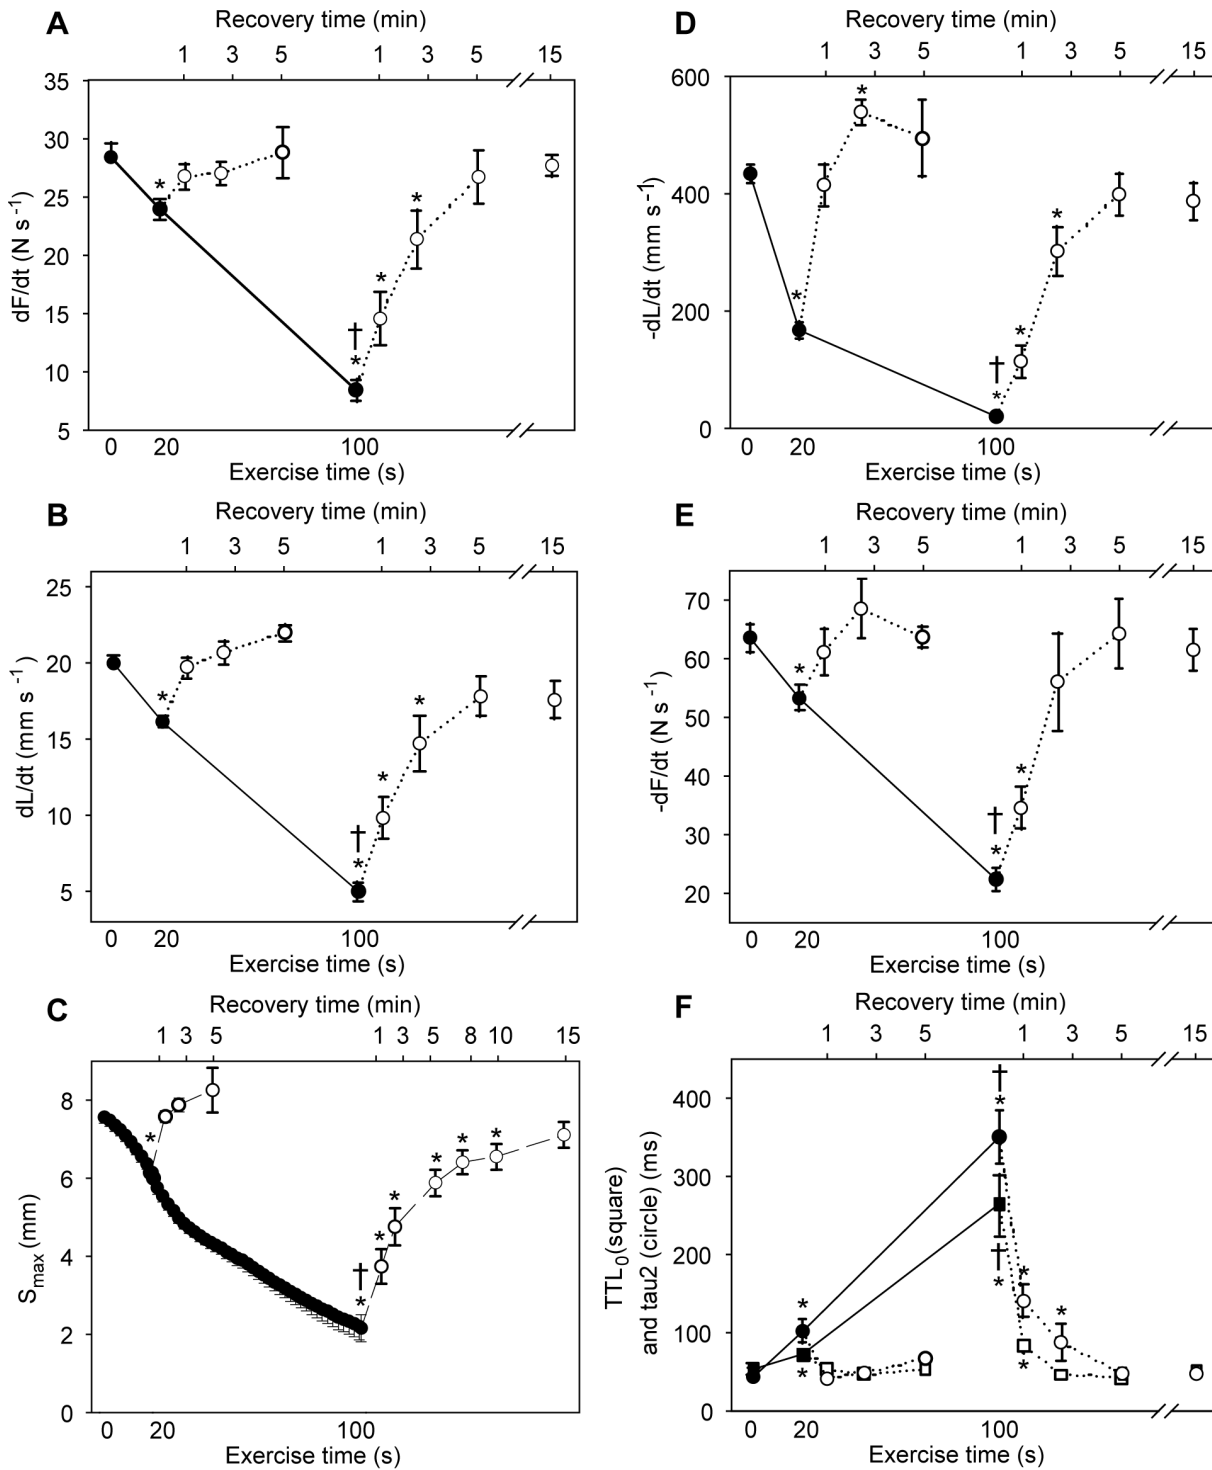 A
Recovery time (min)
1 3 5 1 3 5 15
35
30
25
20
15
10
5
dF/dt (N s⁻¹)
* * * * †
0 20 100
Exercise time (s)
D
Recovery time (min)
1 3 5 1 3 5 15
600
400
200
0
-dL/dt (mm s⁻¹)
* * * * * †
0 20 100
Exercise time (s)
B
Recovery time (min)
1 3 5 1 3 5 15
25
20
15
10
5
dL/dt (mm s⁻¹)
* * * * †
0 20 100
Exercise time (s)
E
Recovery time (min)
1 3 5 1 3 5 15
70
60
50
40
30
20
-dF/dt (N s⁻¹)
* * * †
0 20 100
Exercise time (s)
C
Recovery time (min)
1 3 5 1 3 5 8 10 15
8
6
4
2
0
Smax (mm)
* * * * * * * †
0 20 100
Exercise time (s)
F
Recovery time (min)
1 3 5 1 3 5 15
400
300
200
100
0
TTL₀(square)
and tau2 (circle) (ms)
* * † * † * * * *
0 20 100
Exercise time (s)